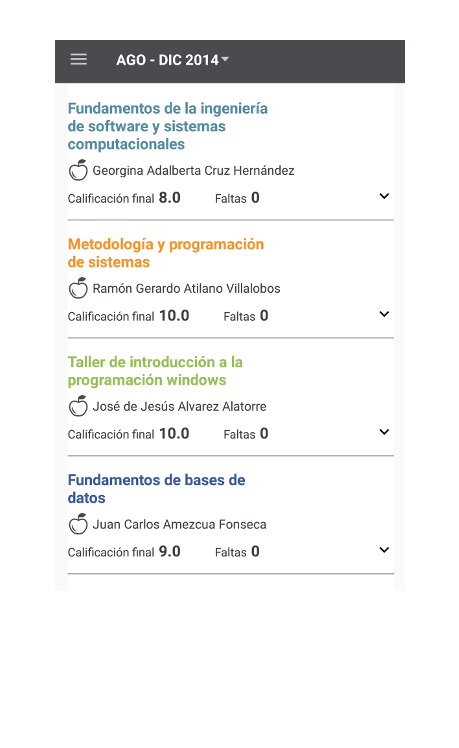 AGO - DIC 2014
Fundamentos de la ingeniería
de software y sistemas
computacionales
Georgina Adalberta Cruz Hernández
Calificación final 8.0 Faltas 0
Metodología y programación
de sistemas
Ramón Gerardo Atilano Villalobos
Calificación final 10.0 Faltas 0
Taller de introducción a la
programación windows
José de Jesús Alvarez Alatorre
Calificación final 10.0 Faltas 0
Fundamentos de bases de
datos
Juan Carlos Amezcua Fonseca
Calificación final 9.0 Faltas 0